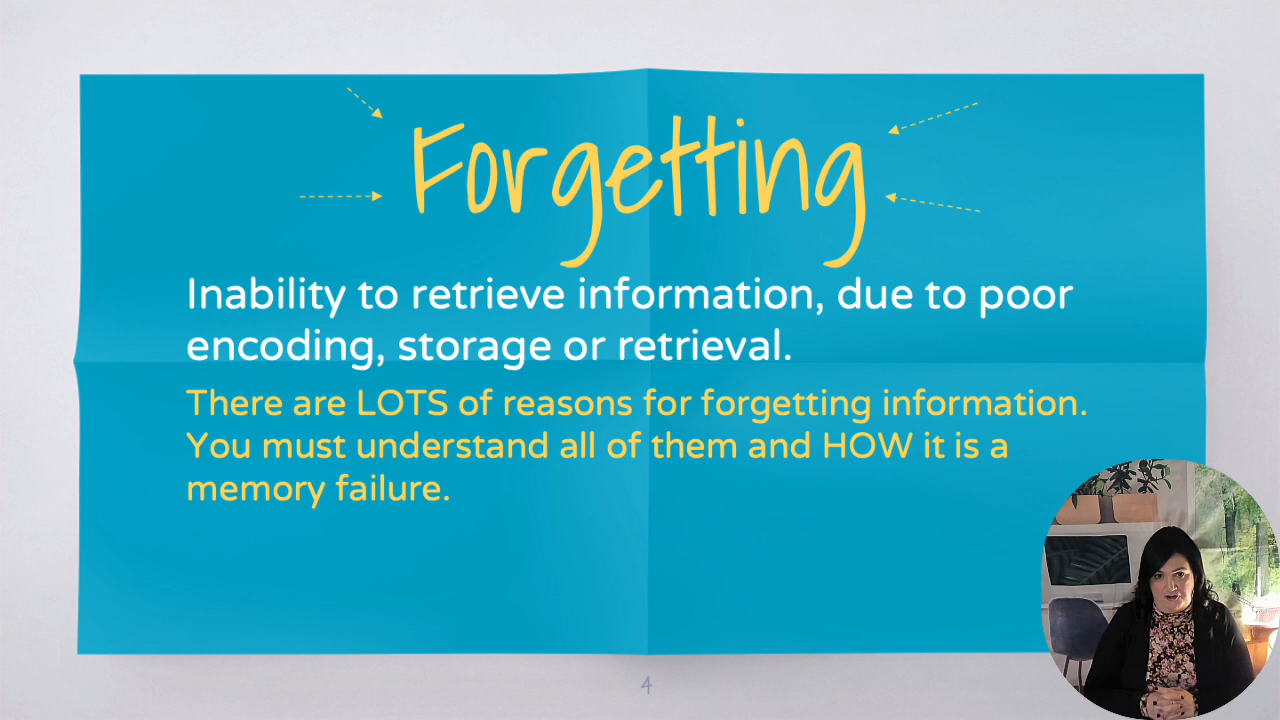 Forgetting
Inability to retrieve information, due to poor
encoding, storage or retrieval.
There are LOTS of reasons for forgetting information.
You must understand all of them and HOW it is a
memory failure.
4